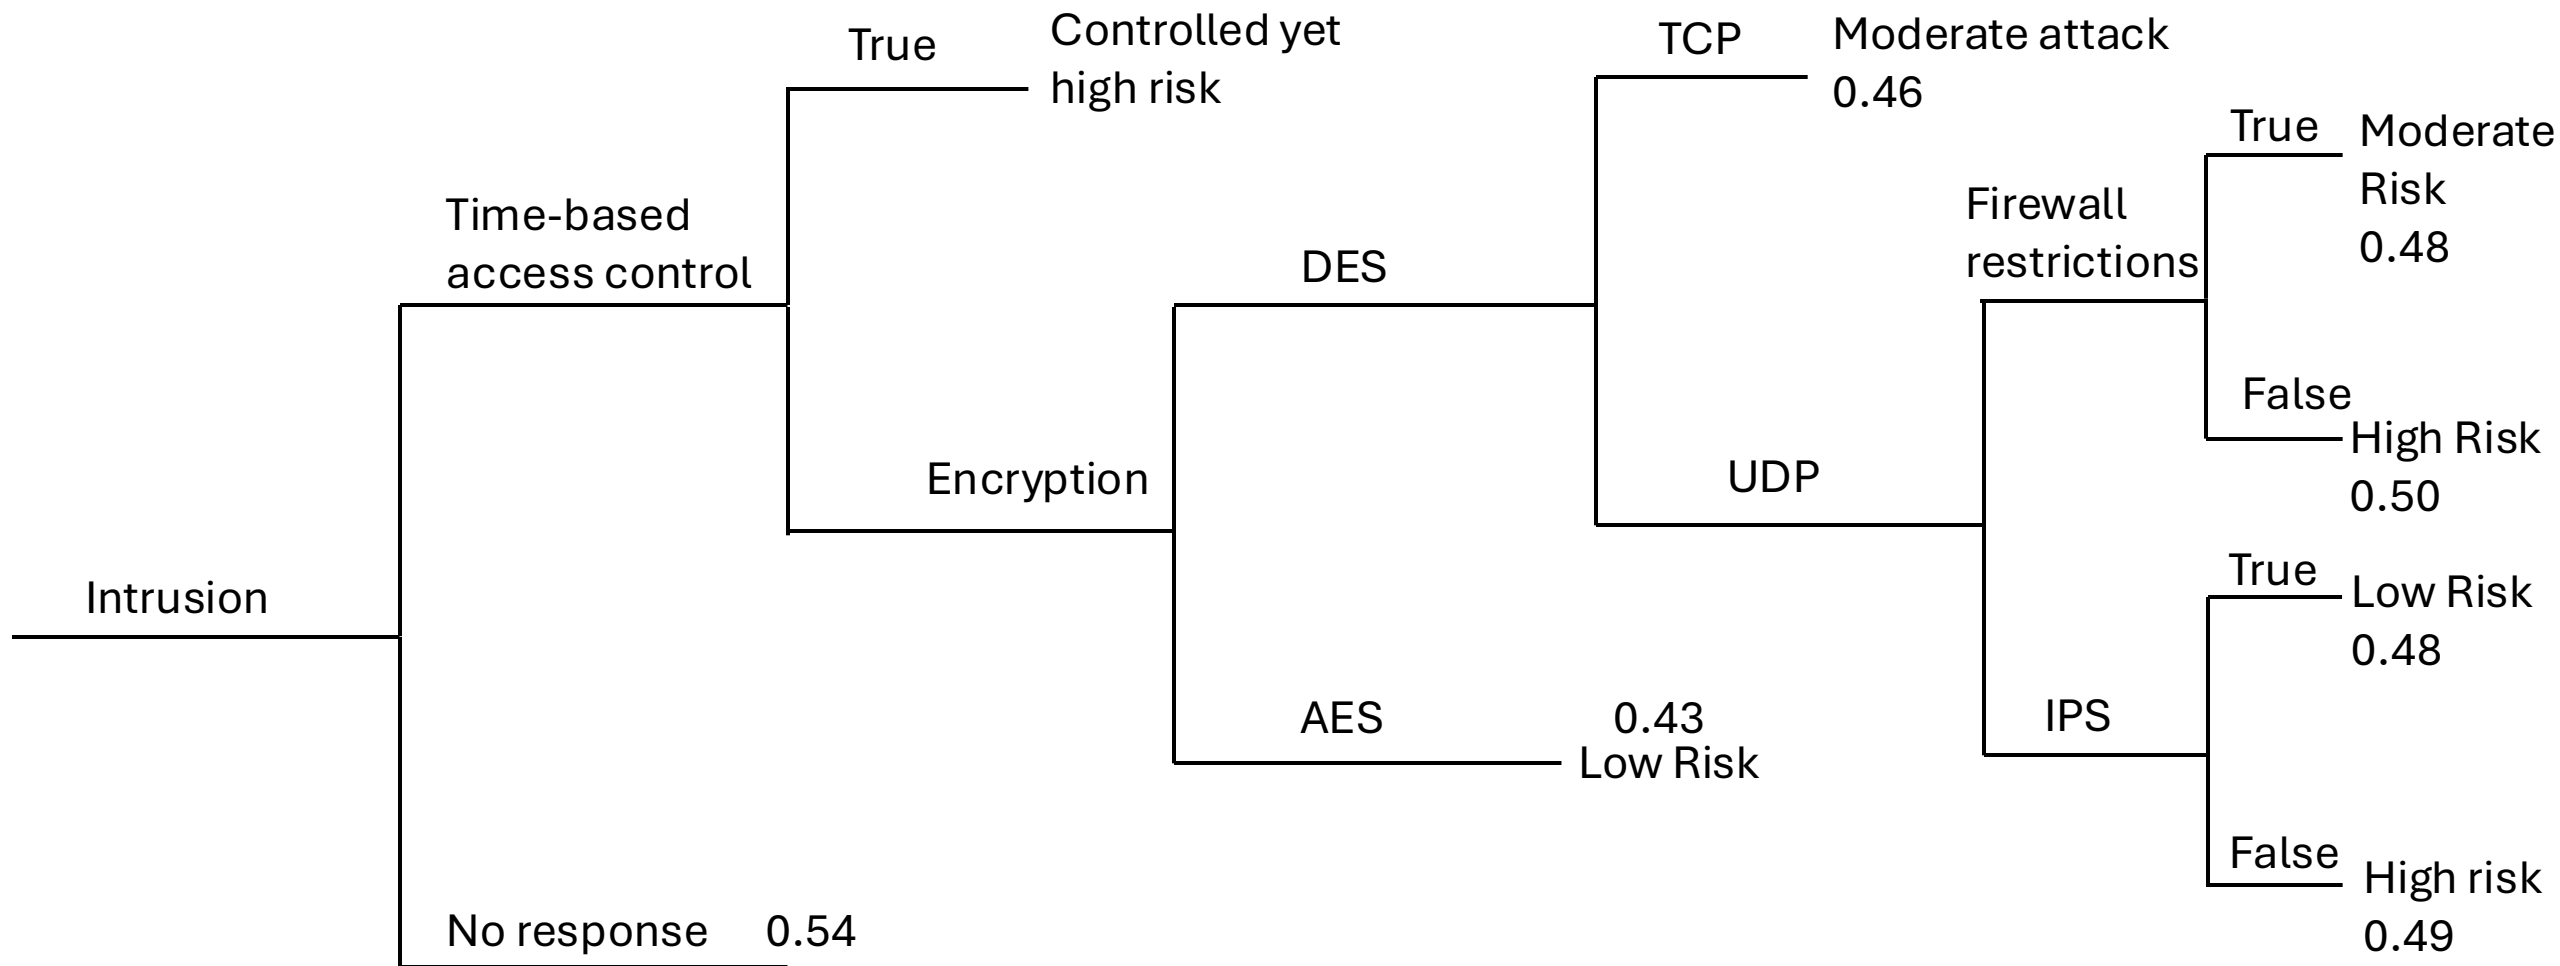 True
Controlled yet
high risk
TCP
Moderate attack
0.46
True
Moderate
Risk
0.48
Time-based
access control
Firewall
restrictions
DES
False
High Risk
0.50
Encryption
UDP
True
Low Risk
0.48
Intrusion
AES
0.43
Low Risk
IPS
False
High risk
0.49
No response
0.54